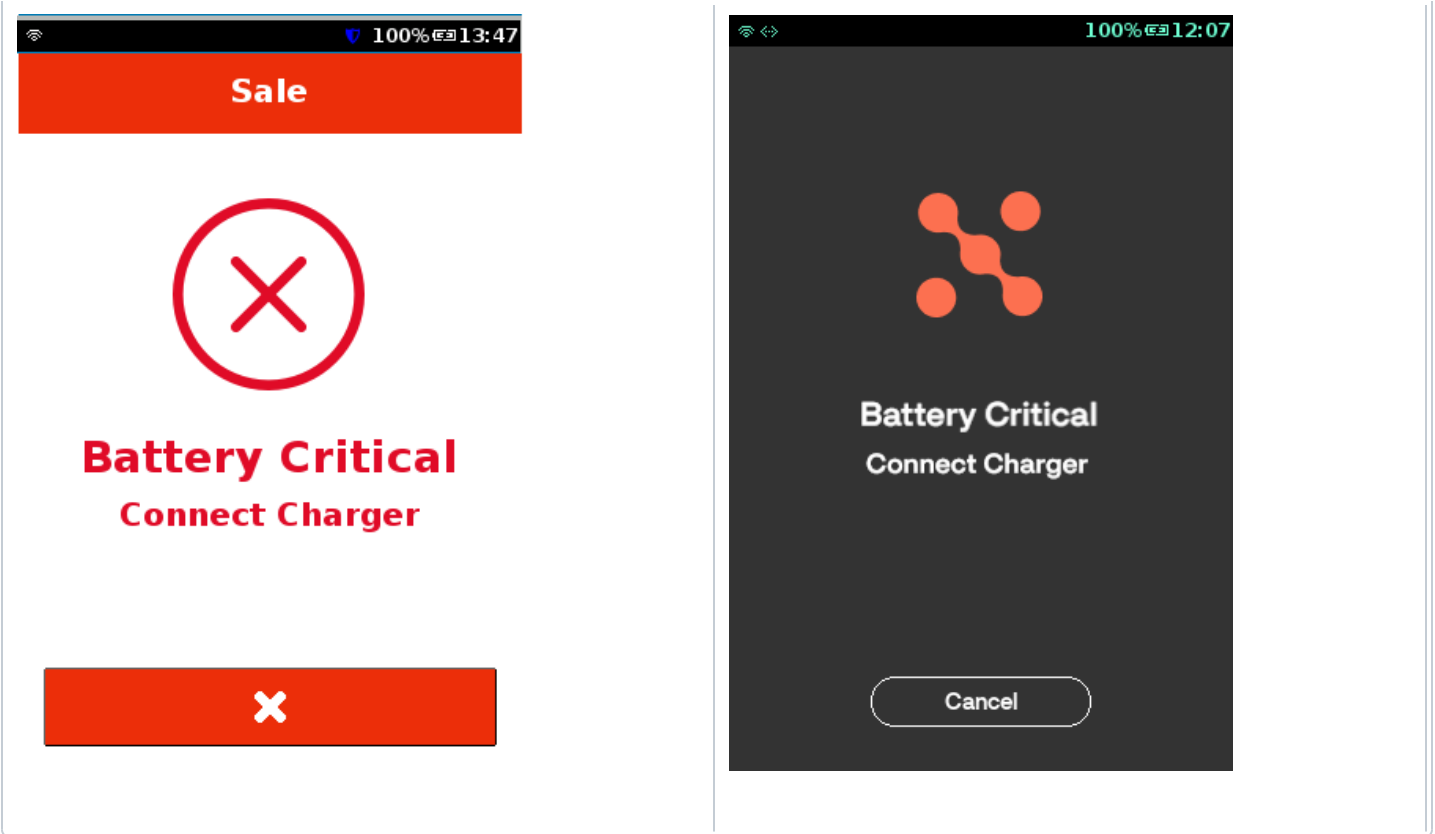 100% 13:47
Sale
Battery Critical
Connect Charger
100% 12:07
Battery Critical
Connect Charger
Cancel